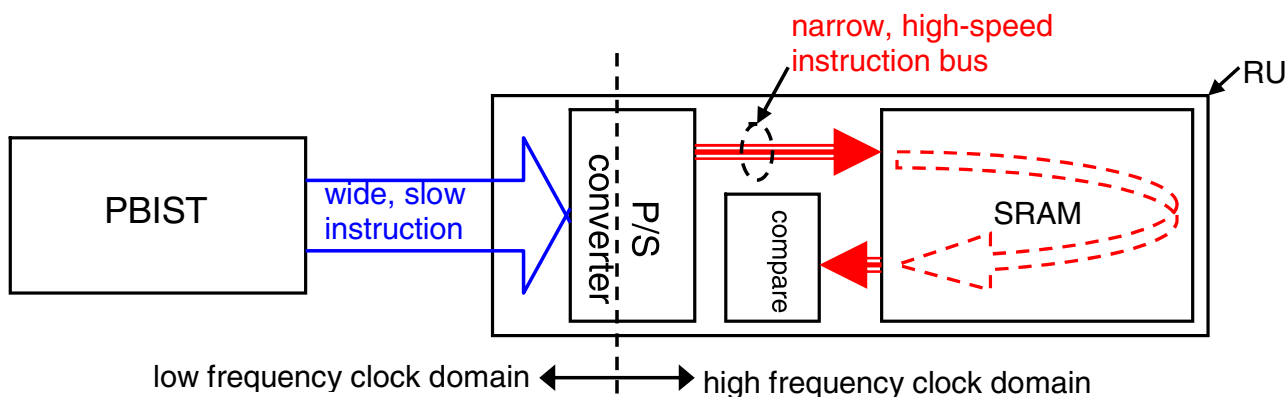 narrow, high-speed
instruction bus
RU
PBIST
wide, slow
instruction
P/S
converter
compare
SRAM
low frequency clock domain
high frequency clock domain